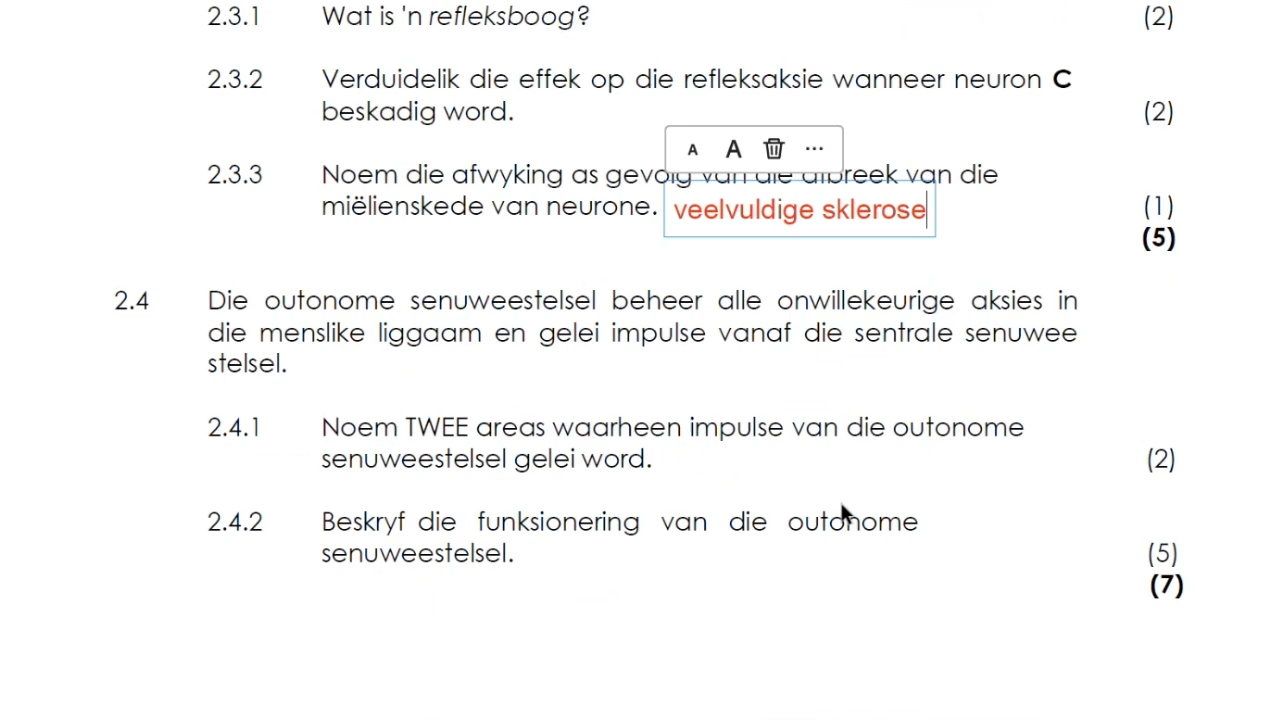 2.3.1 Wat is 'n refleksboog? (2)
2.3.2 Verduidelik die effek op die refleksaksie wanneer neuron C
beskadig word. (2)
A A ...
2.3.3 Noem die afwyking as gevolg van die afbreek van die
miëlienskede van neurone. veelvuldige sklerose (1)
(5)
2.4 Die outonome senuweestelsel beheer alle onwillekeurige aksies in
die menslike liggaam en gelei impulse vanaf die sentrale senuwee
stelsel.
2.4.1 Noem TWEE areas waarheen impulse van die outonome
senuweestelsel gelei word. (2)
2.4.2 Beskryf die funksionering van die outonome
senuweestelsel. (5)
(7)